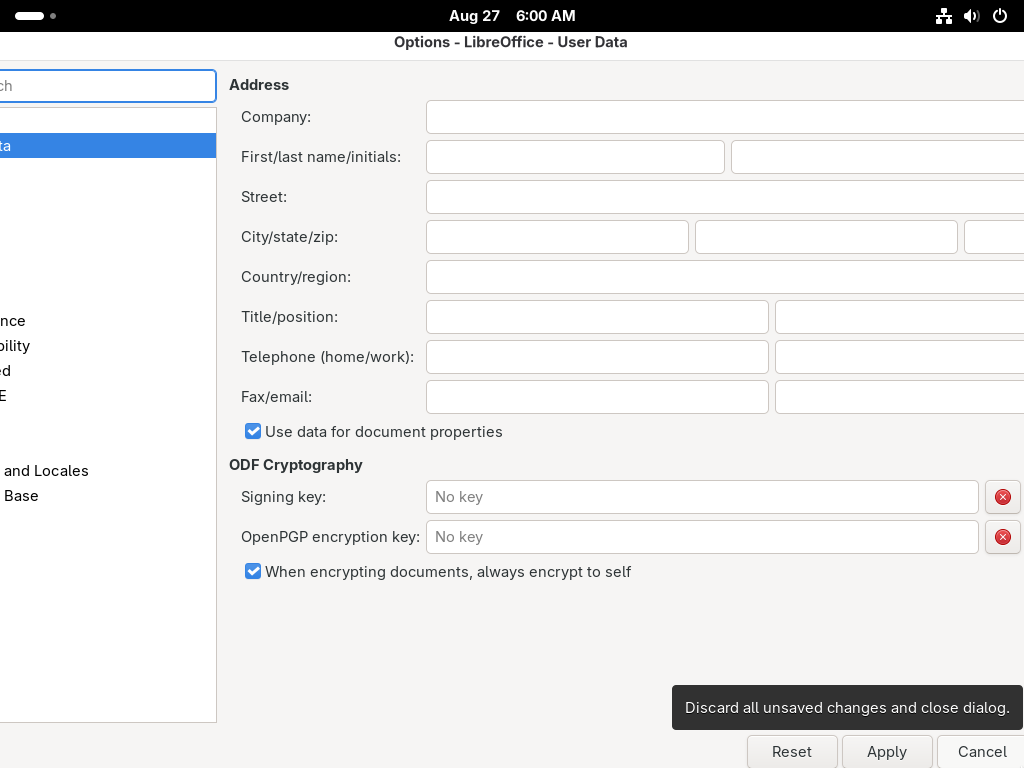 Aug 27 6:00 AM
Options - LibreOffice - User Data
ch
ta
nce
bility
ed
E
and Locales
Base
Address
Company:
First/last name/initials:
Street:
City/state/zip:
Country/region:
Title/position:
Telephone (home/work):
Fax/email:
Use data for document properties
ODF Cryptography
Signing key: No key
OpenPGP encryption key: No key
When encrypting documents, always encrypt to self
Discard all unsaved changes and close dialog.
Reset Apply Cancel